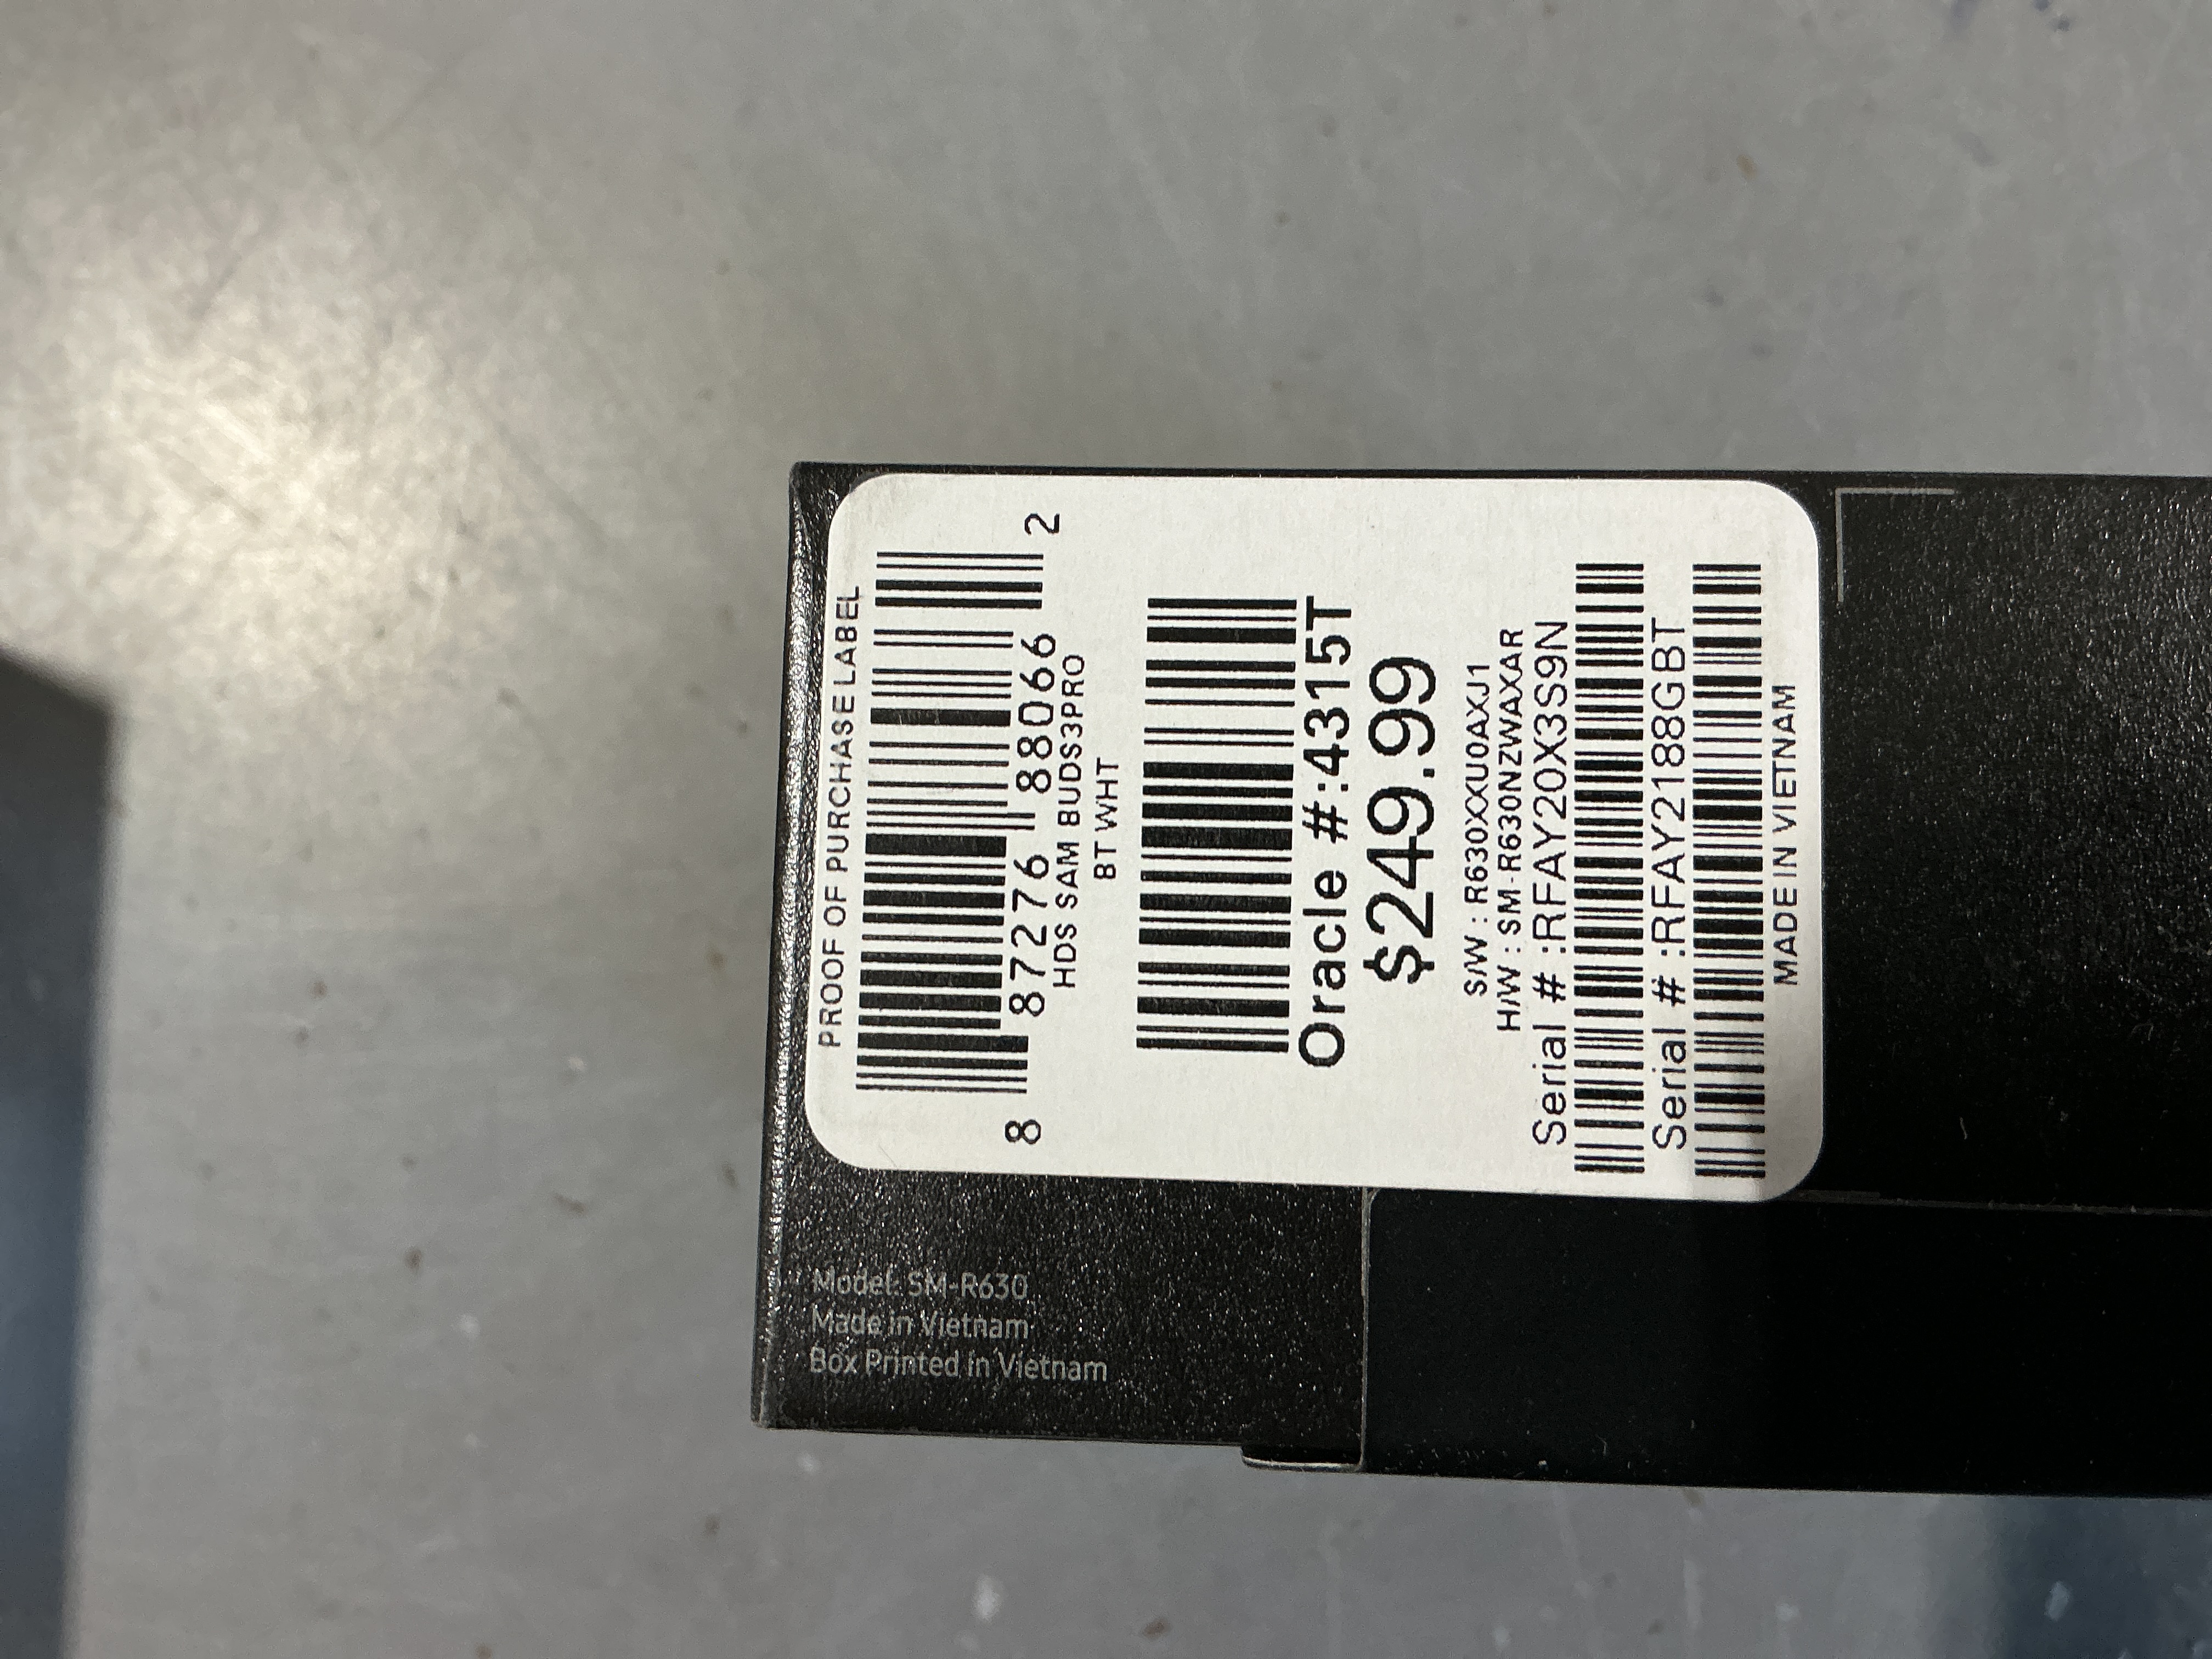 PROOF OF PURCHASE LABEL
8 87276 88066 2
HDS SAM BUDS3PRO
BT WHT
Oracle #:4315T
$249.99
S/W : R630XXU0AXJ1
H/W : SM-R630NZWAXAR
Serial # :RFAY20X3S9N
Serial # :RFAY2188GBT
MADE IN VIETNAM
Model: SM-R630
Made in Vietnam
Box Printed in Vietnam